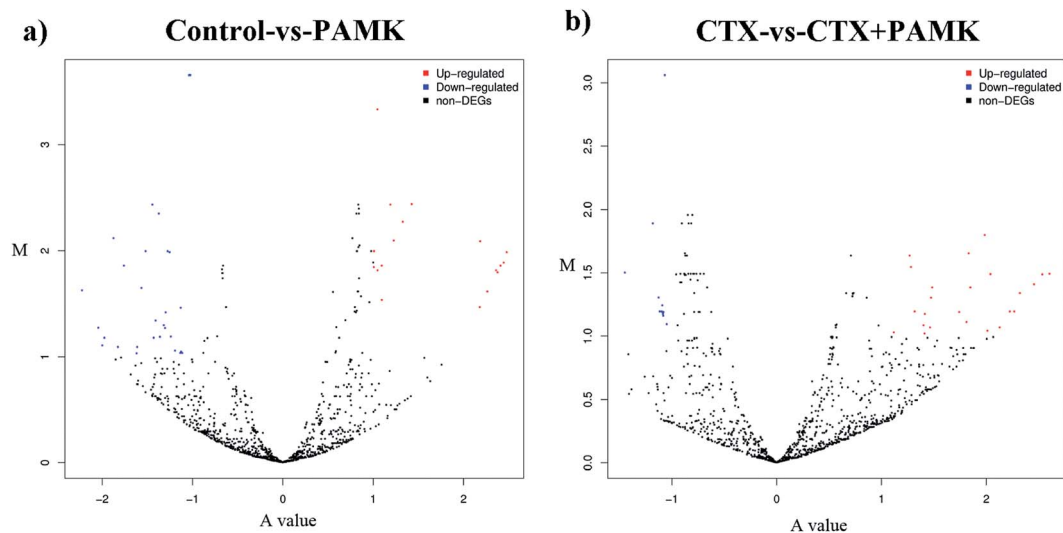 a)
Control-vs-PAMK
Up-regulated
Down-regulated
non-DEGs
M
3
2
1
0
-2
-1
0
1
2
A value
b)
CTX-vs-CTX+PAMK
Up-regulated
Down-regulated
non-DEGs
M
3.0
2.5
2.0
1.5
1.0
0.5
0.0
-1
0
1
2
A value